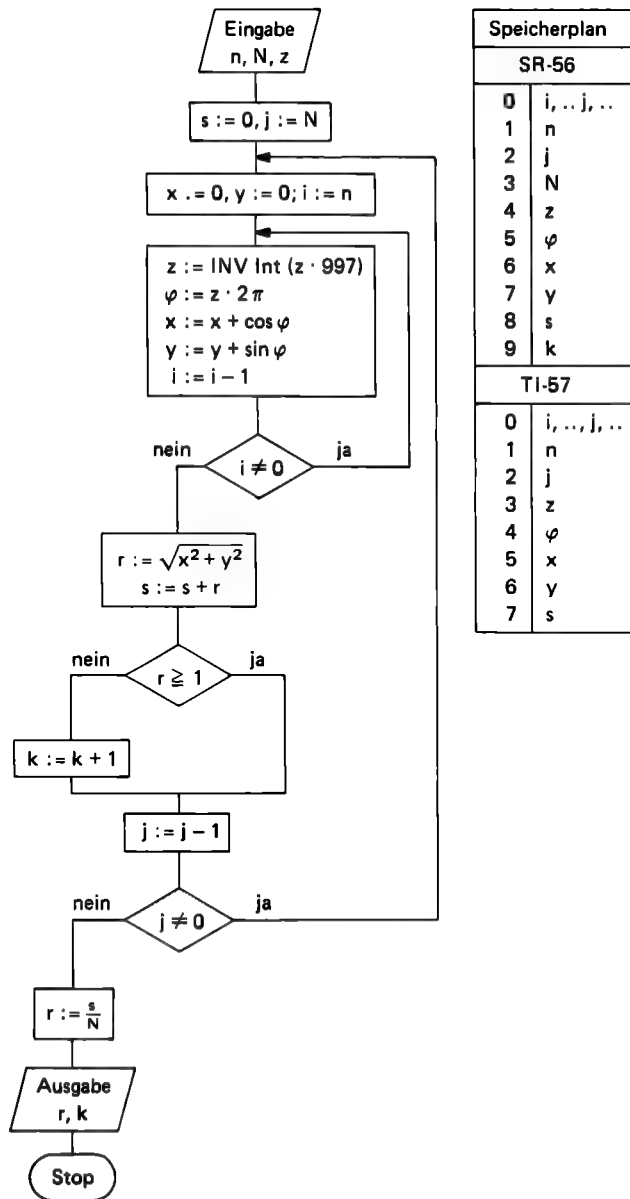 Eingabe
n, N, z
s := 0, j := N
x .= 0, y := 0; i := n
z := INV Int (z · 997)
φ := z · 2π
x := x + cos φ
y := y + sin φ
i := i − 1
nein
i ≠ 0
ja
r := √x² + y²
s := s + r
nein
r ≧ 1
ja
k := k + 1
j := j − 1
nein
j ≠ 0
ja
r := s/N
Ausgabe
r, k
Stop
Speicherplan
SR-56
0 i, .. j, ..
1 n
2 j
3 N
4 z
5 φ
6 x
7 y
8 s
9 k
TI-57
0 i, .., j, ..
1 n
2 j
3 z
4 φ
5 x
6 y
7 s